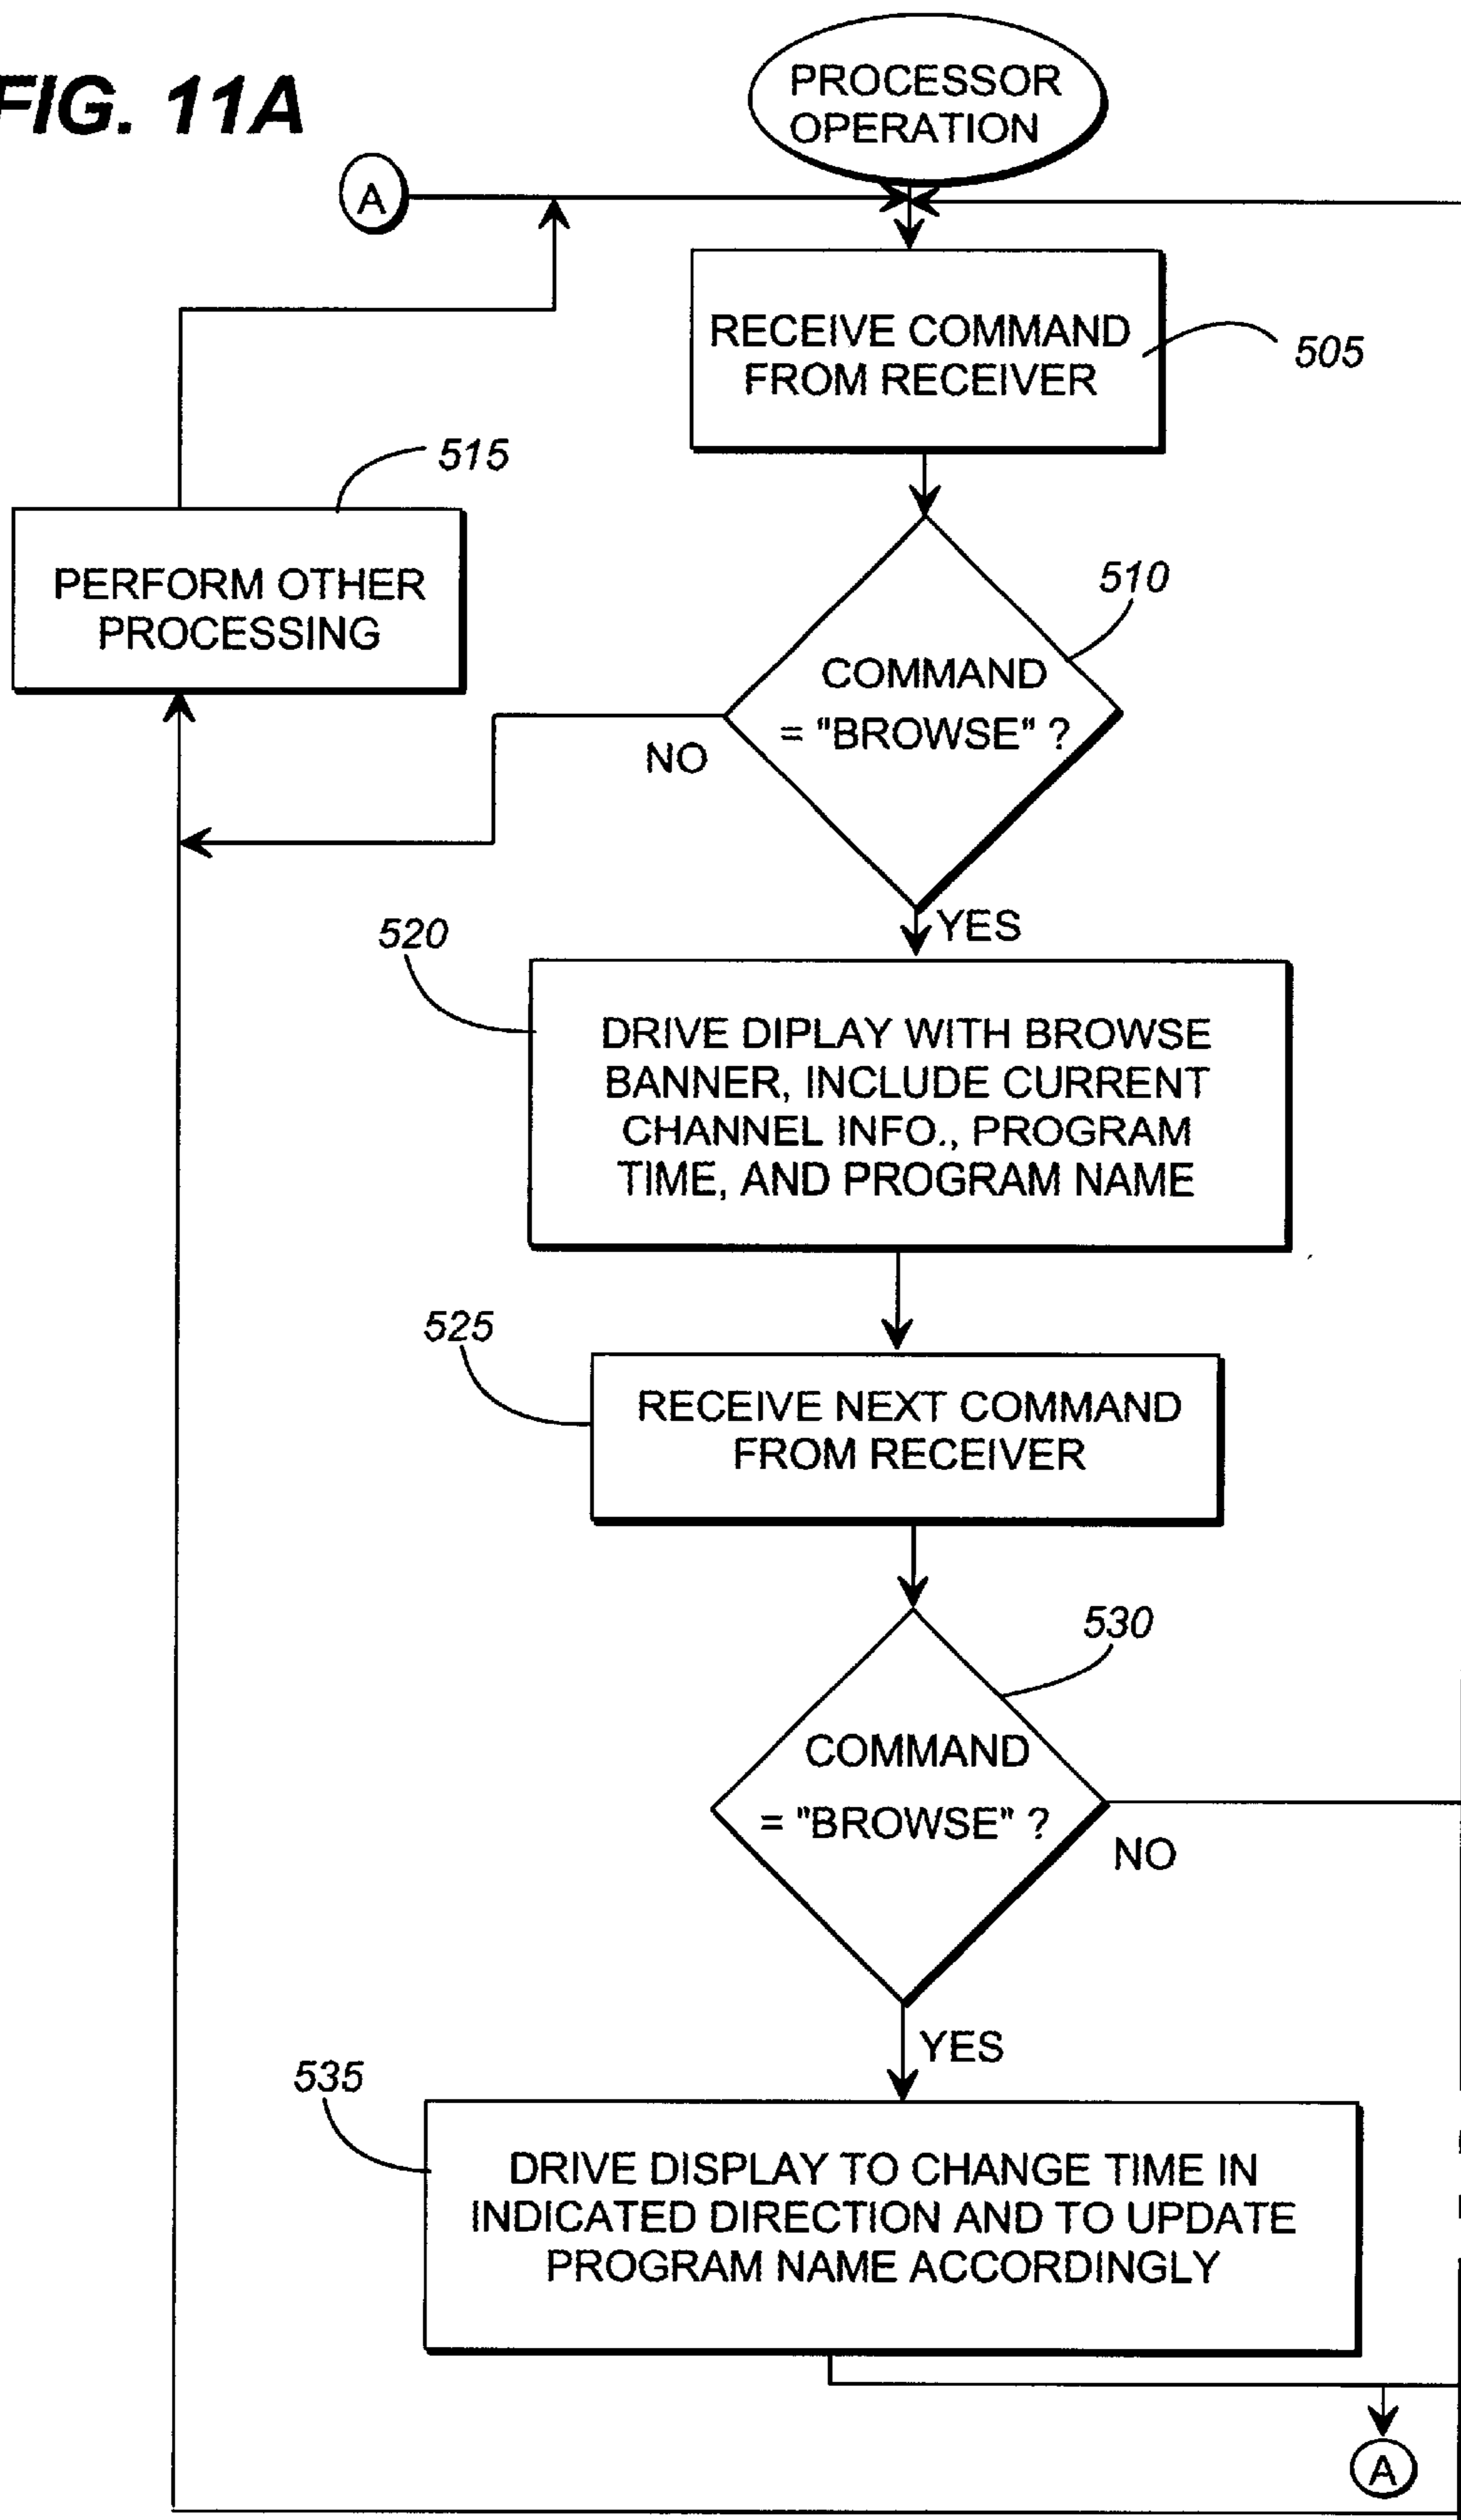 FIG. 11A
PROCESSOR
OPERATION
A
RECEIVE COMMAND
FROM RECEIVER
505
515
PERFORM OTHER
PROCESSING
510
COMMAND
= "BROWSE" ?
NO
YES
520
DRIVE DIPLAY WITH BROWSE
BANNER, INCLUDE CURRENT
CHANNEL INFO., PROGRAM
TIME, AND PROGRAM NAME
525
RECEIVE NEXT COMMAND
FROM RECEIVER
530
COMMAND
= "BROWSE" ?
NO
YES
535
DRIVE DISPLAY TO CHANGE TIME IN
INDICATED DIRECTION AND TO UPDATE
PROGRAM NAME ACCORDINGLY
A